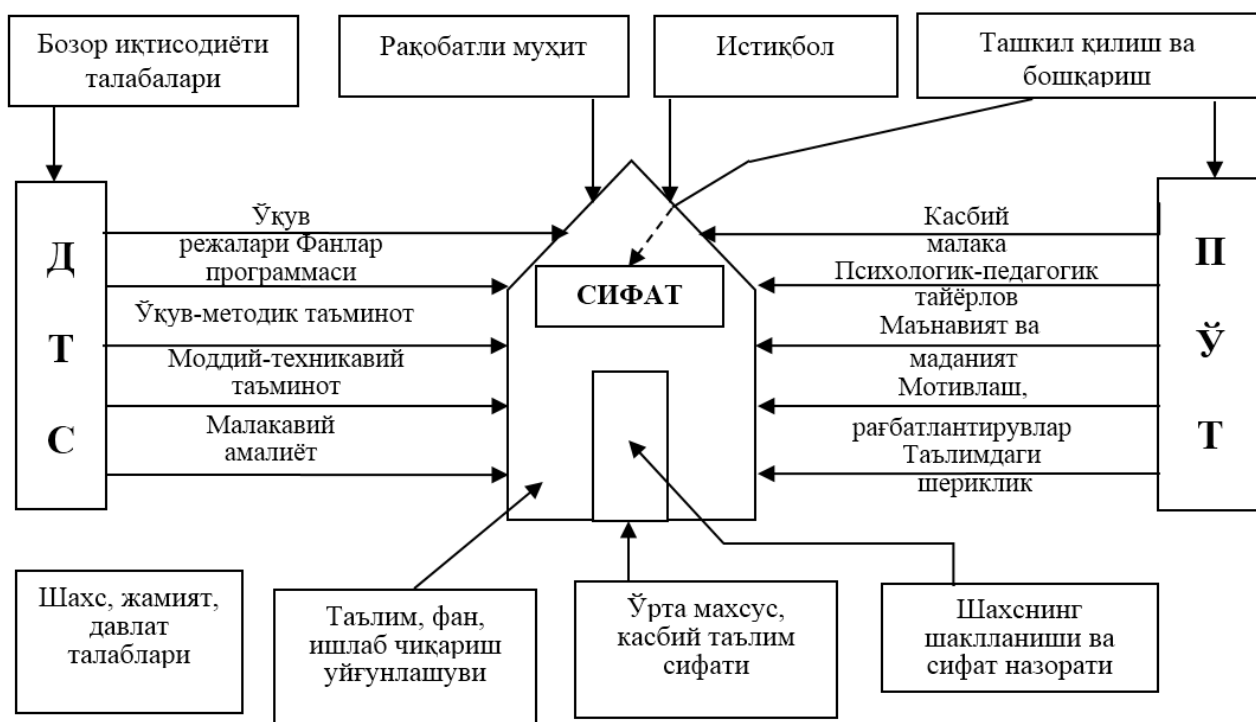 Бозор иқтисодиёти
талабалари
Рақобатли муҳит
Истиқбол
Ташкил қилиш ва
бошқариш
Д
Т
С
Ўқув
режалари Фанлар
программаси
Ўқув-методик таъминот
Моддий-техникавий
таъминот
Малакавий
амалиёт
СИФАТ
Касбий
малака
Психологик-педагогик
тайёрлов
Маънавият ва
маданият
Мотивлаш,
рағбатлантирувлар
Таълимдаги
шериклик
П
Ў
Т
Шахс, жамият,
давлат
талаблари
Таълим, фан,
ишлаб чиқариш
уйғунлашуви
Ўрта махсус,
касбий таълим
сифати
Шахснинг
шаклланиши ва
сифат назорати